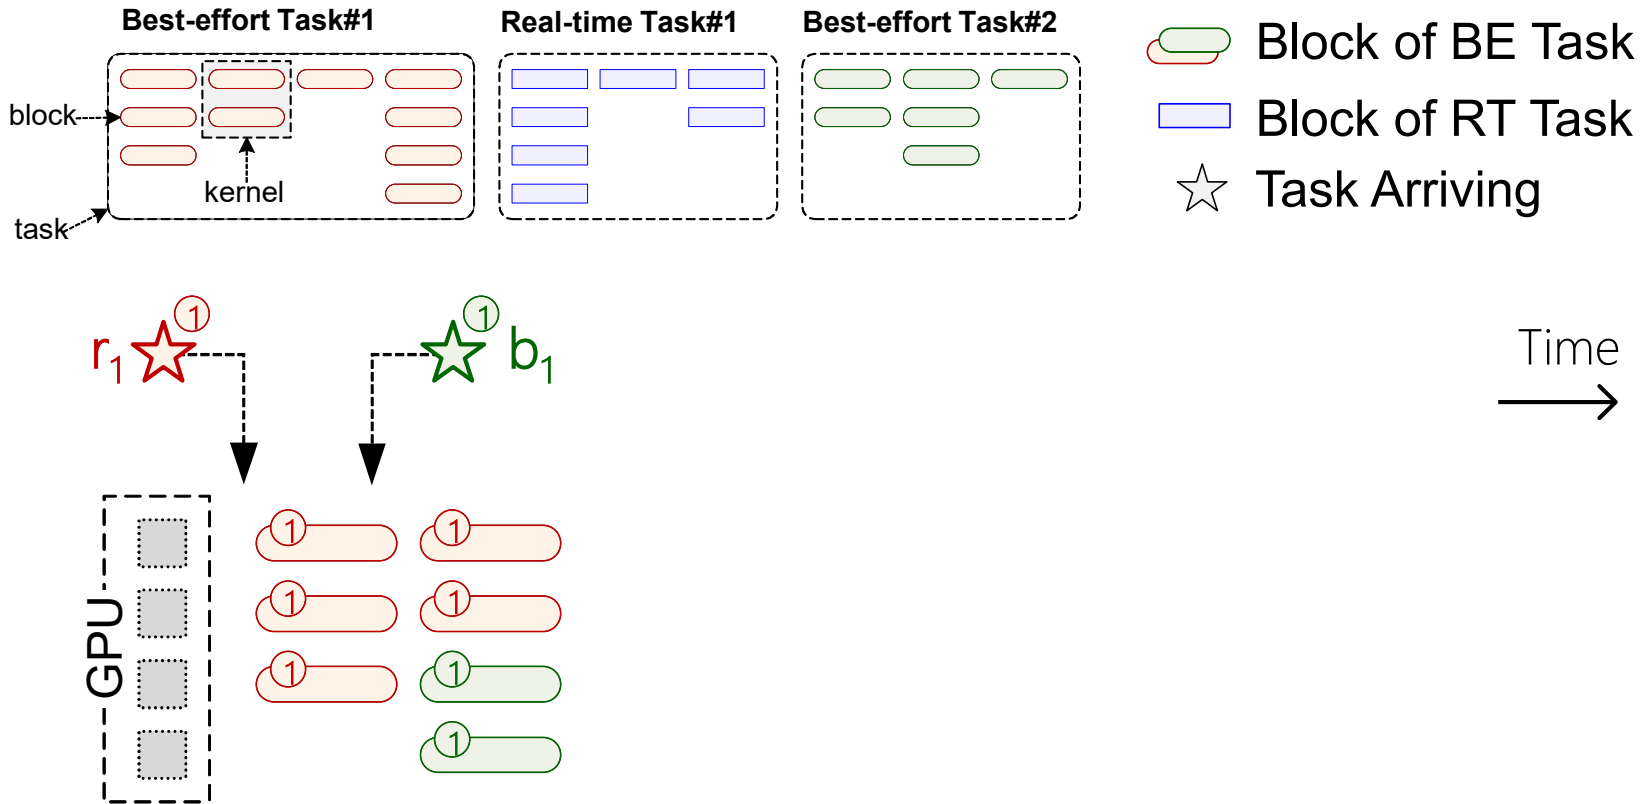 Best-effort Task#1
Real-time Task#1
Best-effort Task#2
block
kernel
task
Block of BE Task
Block of RT Task
Task Arriving
1
r1
1
b1
Time
GPU
1
1
1
1
1
1
1